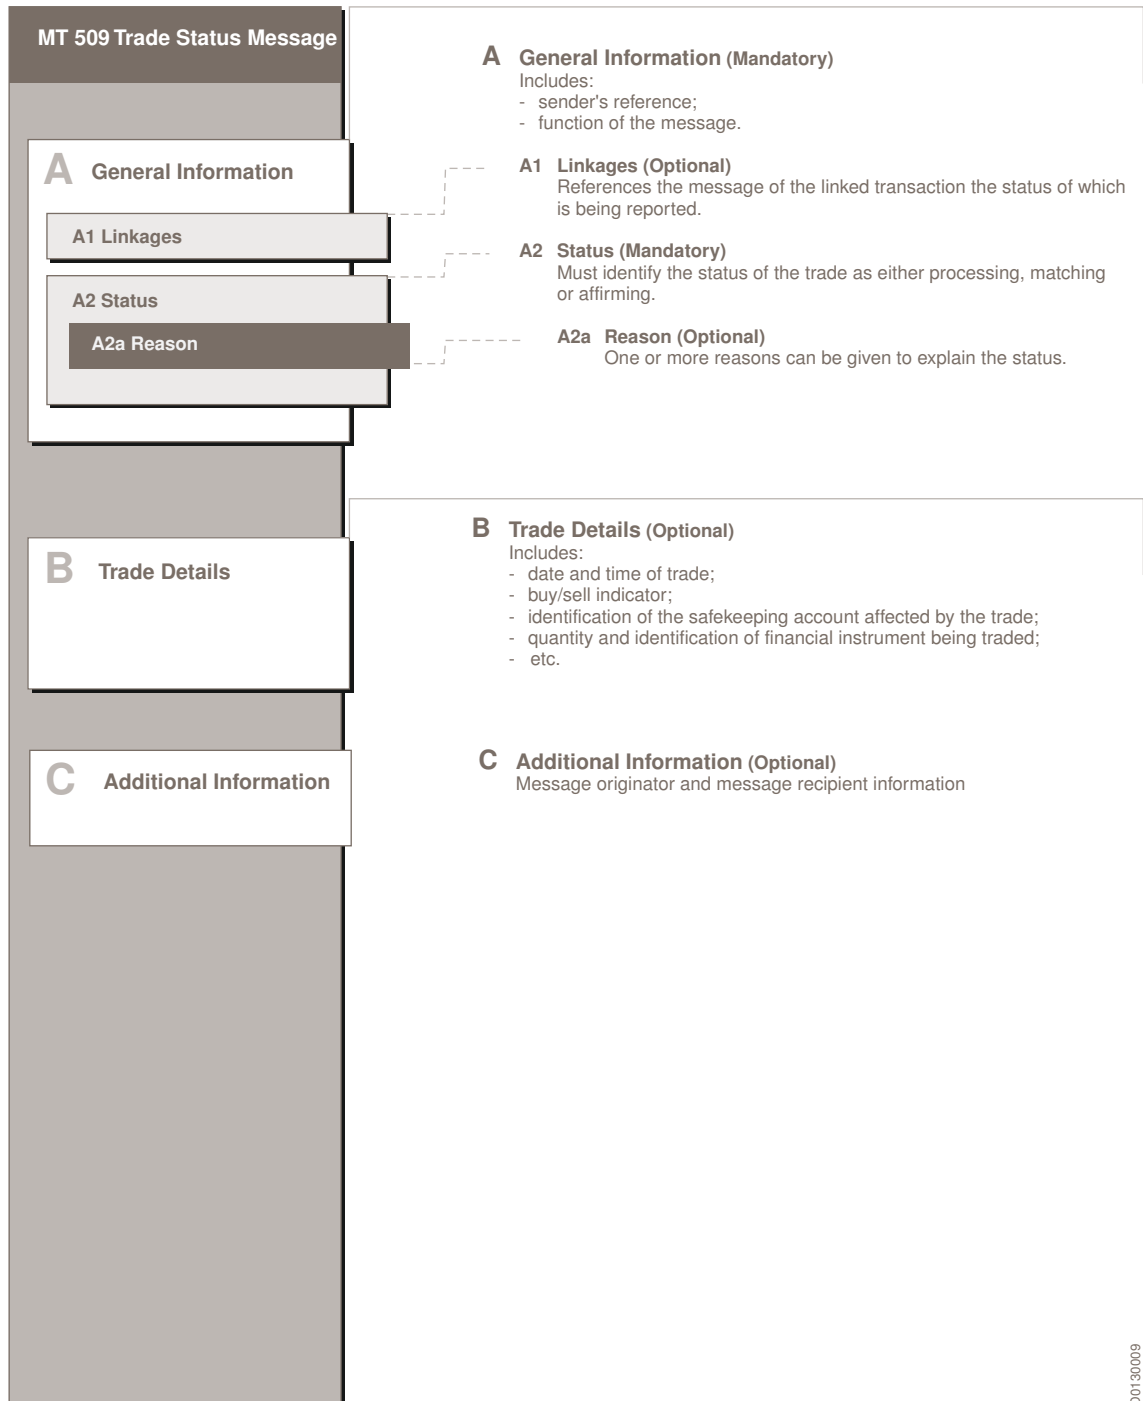 MT 509 Trade Status Message
A General Information
A1 Linkages
A2 Status
A2a Reason
B Trade Details
C Additional Information
A General Information (Mandatory)
Includes:
- sender's reference;
- function of the message.
A1 Linkages (Optional)
References the message of the linked transaction the status of which
is being reported.
A2 Status (Mandatory)
Must identify the status of the trade as either processing, matching
or affirming.
A2a Reason (Optional)
One or more reasons can be given to explain the status.
B Trade Details (Optional)
Includes:
- date and time of trade;
- buy/sell indicator;
- identification of the safekeeping account affected by the trade;
- quantity and identification of financial instrument being traded;
- etc.
C Additional Information (Optional)
Message originator and message recipient information